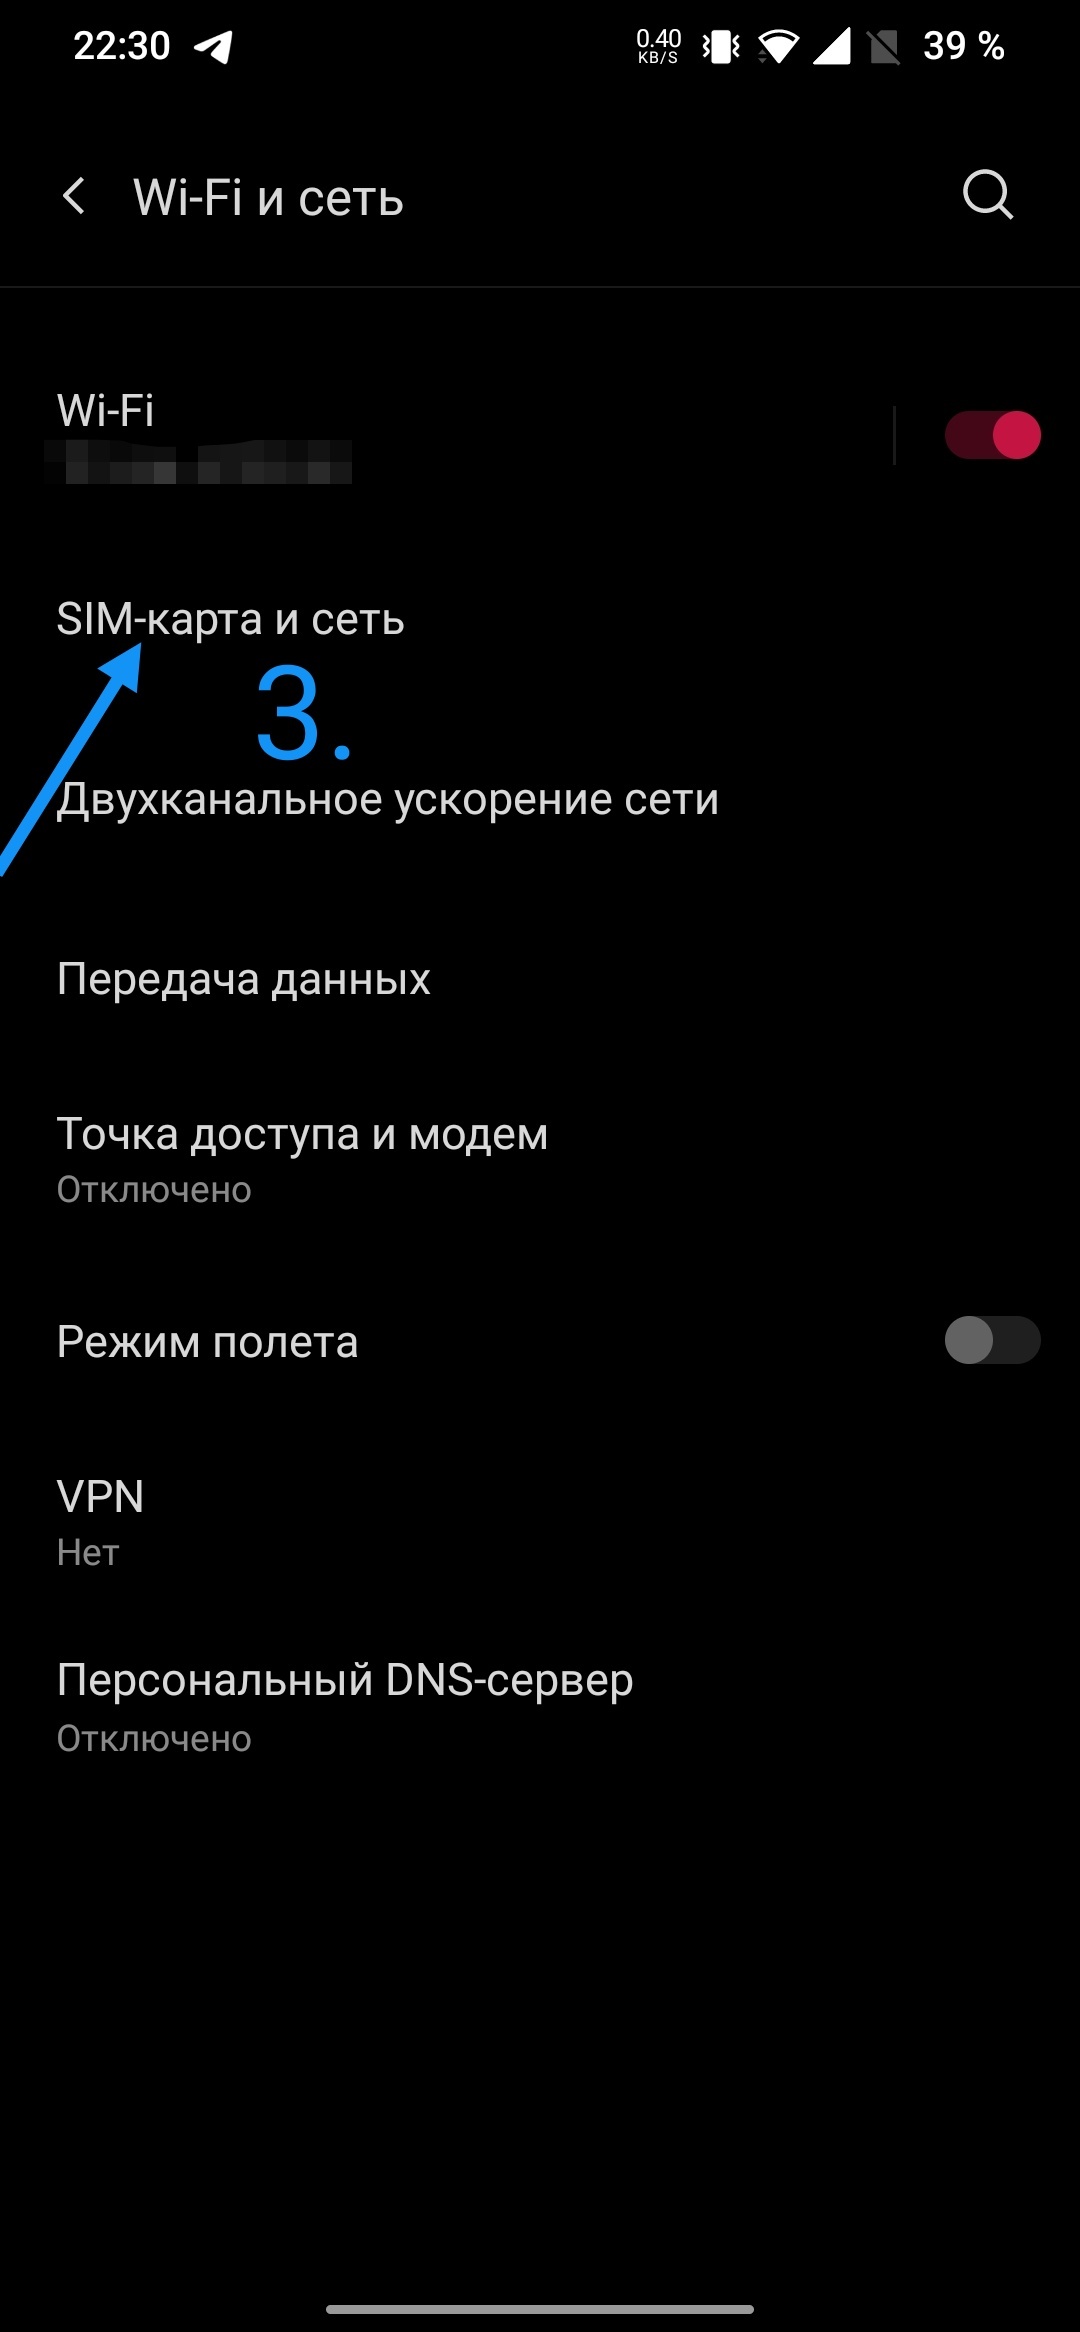 22:30 0.40 KB/S 39 %
Wi-Fi и сеть
Wi-Fi
SIM-карта и сеть
3.
Двухканальное ускорение сети
Передача данных
Точка доступа и модем
Отключено
Режим полета
VPN
Нет
Персональный DNS-сервер
Отключено